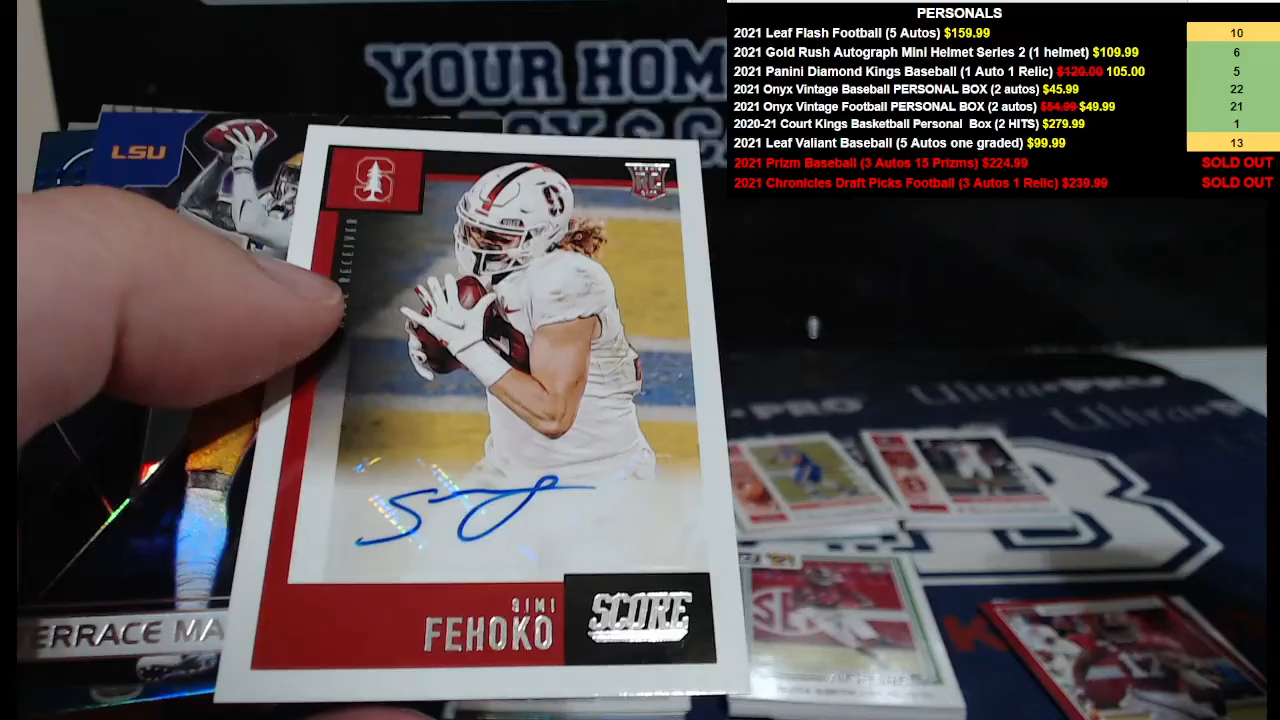 PERSONALS
2021 Leaf Flash Football (5 Autos) $159.99 10
2021 Gold Rush Autograph Mini Helmet Series 2 (1 helmet) $109.99 6
2021 Panini Diamond Kings Baseball (1 Auto 1 Relic) $120.00 105.00 5
2021 Onyx Vintage Baseball PERSONAL BOX (2 autos) $45.99 22
2021 Onyx Vintage Football PERSONAL BOX (2 autos) $54.99 $49.99 21
2020-21 Court Kings Basketball Personal Box (2 HITS) $279.99 1
2021 Leaf Valiant Baseball (5 Autos one graded) $99.99 13
2021 Prizm Baseball (3 Autos 15 Prizms) $224.99 SOLD OUT
2021 Chronicles Draft Picks Football (3 Autos 1 Relic) $239.99 SOLD OUT
YOUR HOM
LSU
S
RC
RECEIVER
SIMI
FEHOKO
SCORE
ERRACE MA
PRO
Ultra PRO